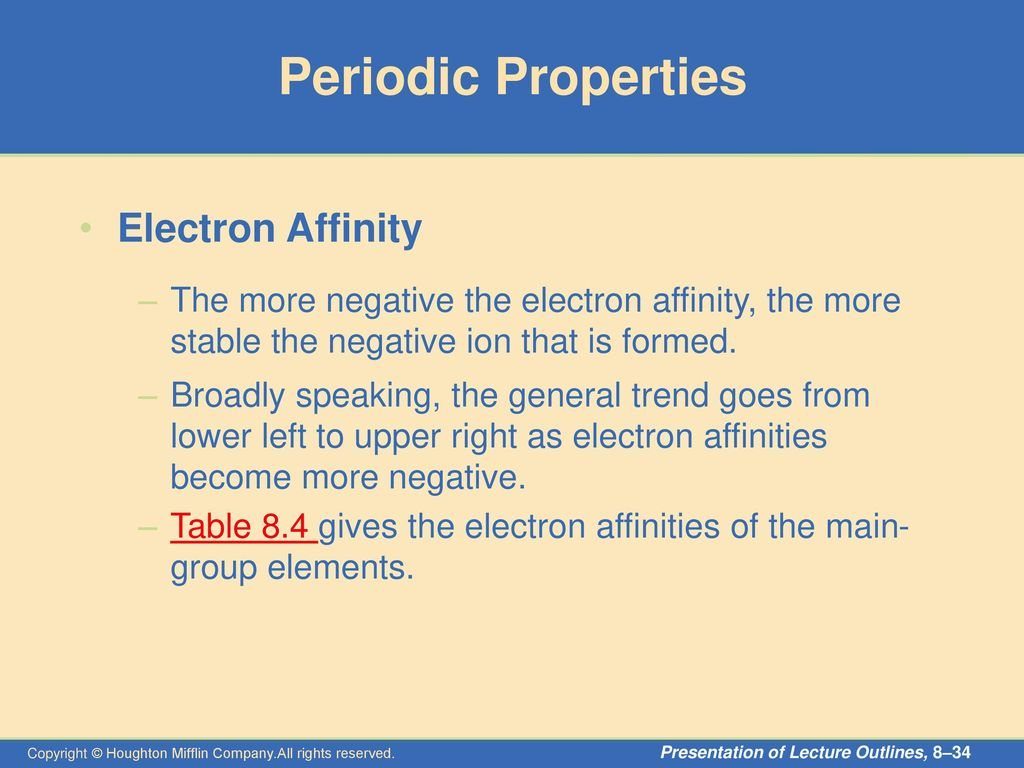 Periodic Properties
• Electron Affinity
– The more negative the electron affinity, the more
stable the negative ion that is formed.
– Broadly speaking, the general trend goes from
lower left to upper right as electron affinities
become more negative.
– Table 8.4 gives the electron affinities of the main-
group elements.
Copyright © Houghton Mifflin Company.All rights reserved.
Presentation of Lecture Outlines, 8–34